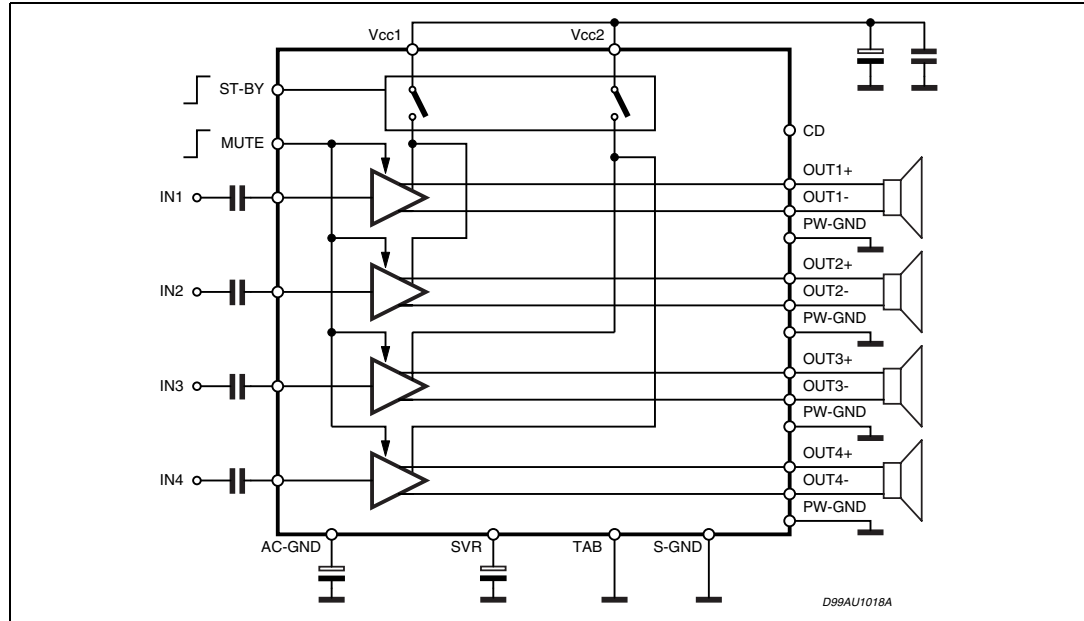 Vcc1 Vcc2
ST-BY
CD
MUTE
OUT1+
IN1
OUT1-
PW-GND
OUT2+
IN2
OUT2-
PW-GND
OUT3+
IN3
OUT3-
PW-GND
OUT4+
IN4
OUT4-
PW-GND
AC-GND SVR TAB S-GND
D99AU1018A